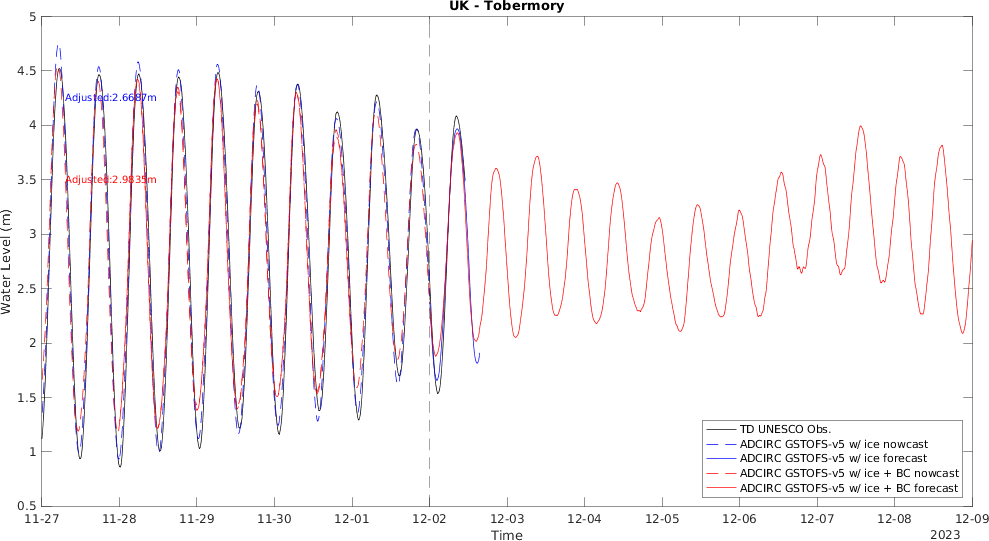 UK - Tobermory
Water Level (m)
5
4.5
4
3.5
3
2.5
2
1.5
1
0.5
Adjusted:2.6687m
Adjusted:2.9835m
TD UNESCO Obs.
ADCIRC GSTOFS-v5 w/ ice nowcast
ADCIRC GSTOFS-v5 w/ ice forecast
ADCIRC GSTOFS-v5 w/ ice + BC nowcast
ADCIRC GSTOFS-v5 w/ ice + BC forecast
11-27 11-28 11-29 11-30 12-01 12-02 12-03 12-04 12-05 12-06 12-07 12-08 12-09
Time
2023